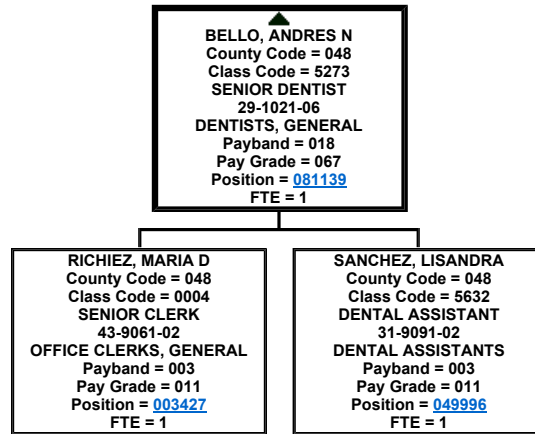 BELLO, ANDRES N
County Code = 048
Class Code = 5273
SENIOR DENTIST
29-1021-06
DENTISTS, GENERAL
Payband = 018
Pay Grade = 067
Position = 081139
FTE = 1
RICHIEZ, MARIA D
County Code = 048
Class Code = 0004
SENIOR CLERK
43-9061-02
OFFICE CLERKS, GENERAL
Payband = 003
Pay Grade = 011
Position = 003427
FTE = 1
SANCHEZ, LISANDRA
County Code = 048
Class Code = 5632
DENTAL ASSISTANT
31-9091-02
DENTAL ASSISTANTS
Payband = 003
Pay Grade = 011
Position = 049996
FTE = 1